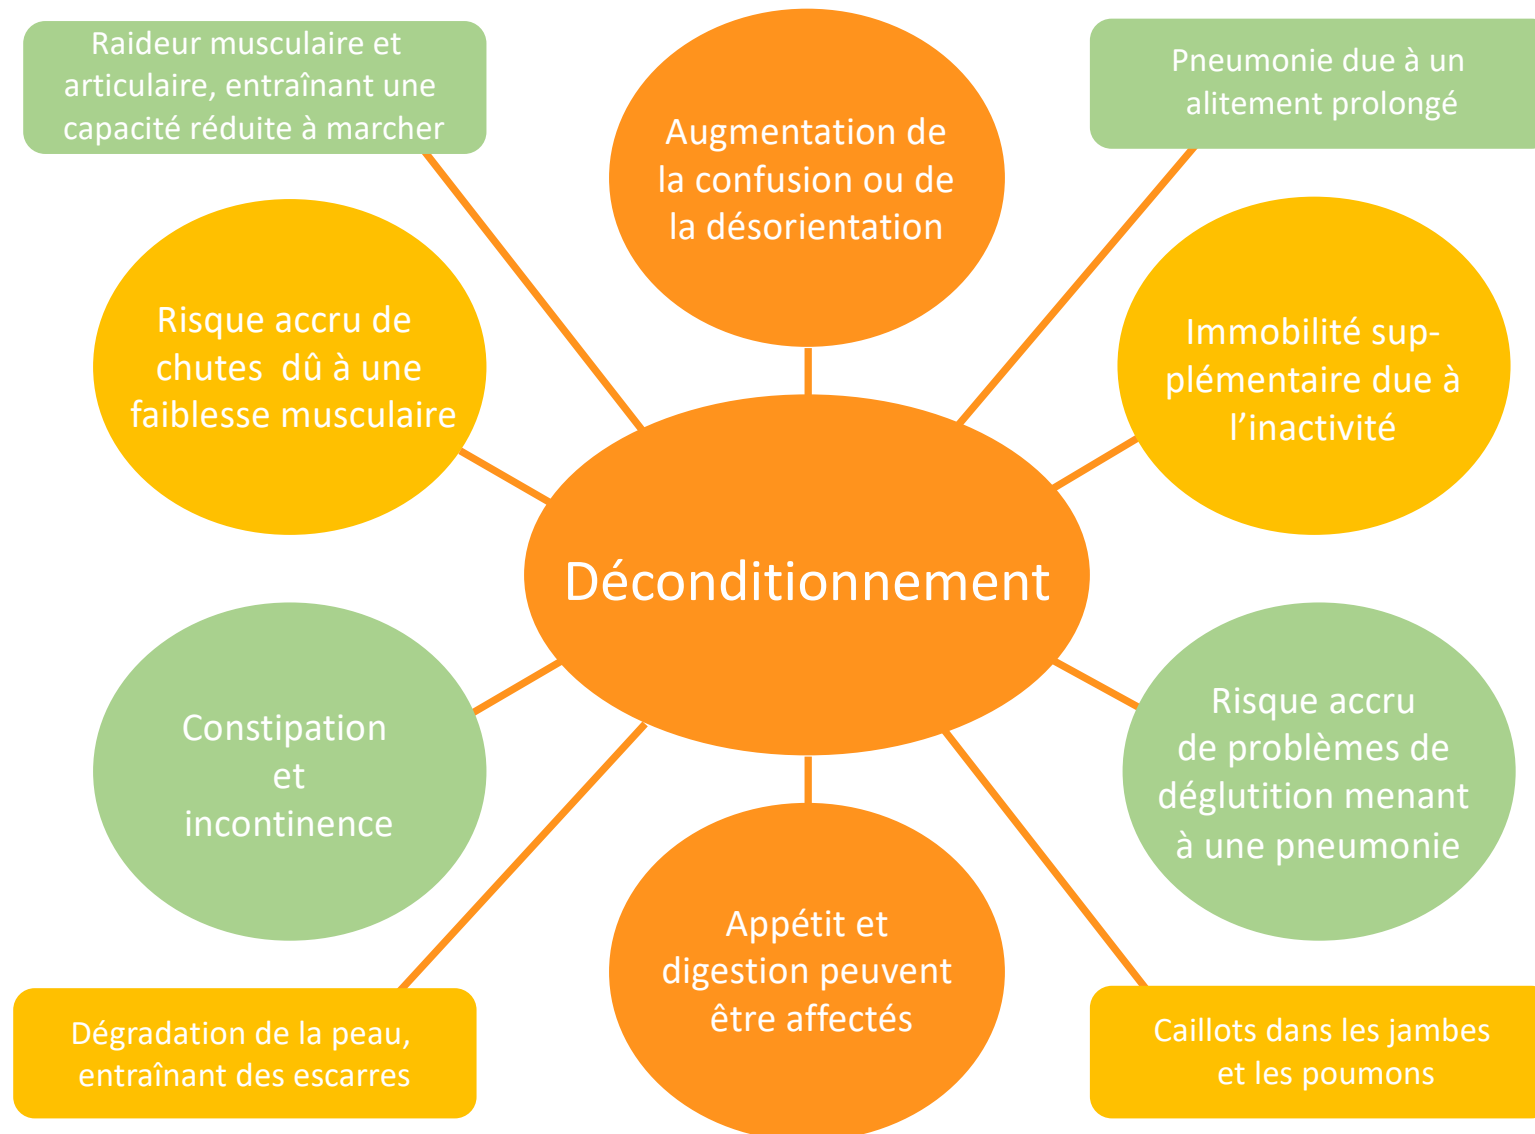 Raideur musculaire et
articulaire, entraînant une
capacité réduite à marcher
Augmentation de
la confusion ou de
la désorientation
Pneumonie due à un
alitement prolongé
Risque accru de
chutes dû à une
faiblesse musculaire
Immobilité sup-
plémentaire due à
l’inactivité
Déconditionnement
Constipation
et
incontinence
Risque accru
de problèmes de
déglutition menant
à une pneumonie
Appétit et
digestion peuvent
être affectés
Dégradation de la peau,
entraînant des escarres
Caillots dans les jambes
et les poumons